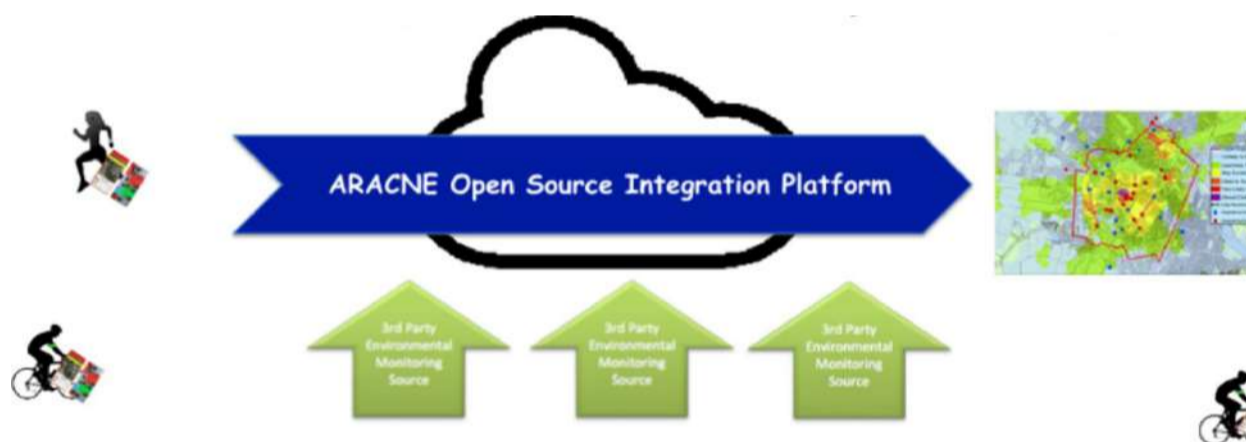 ARACNE Open Source Integration Platform
3rd Party
Environmental
Monitoring
Source
3rd Party
Environmental
Monitoring
Source
3rd Party
Environmental
Monitoring
Source